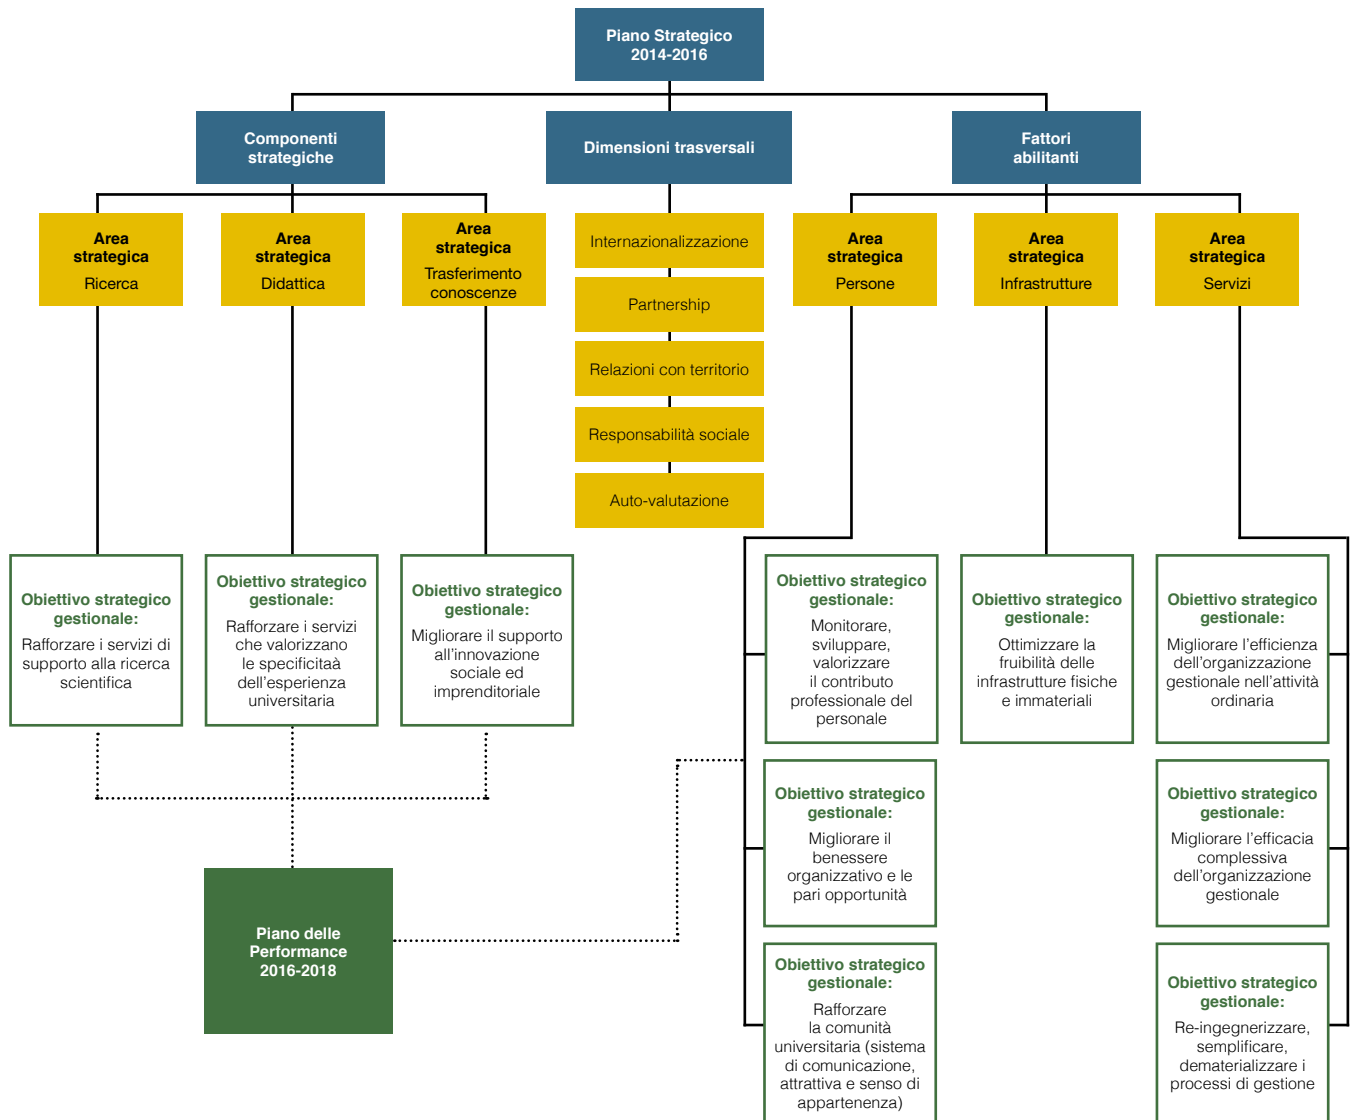 Piano Strategico
2014-2016
Componenti
strategiche
Dimensioni trasversali
Fattori
abilitanti
Area
strategica
Ricerca
Area
strategica
Didattica
Area
strategica
Trasferimento
conoscenze
Internazionalizzazione
Partnership
Relazioni con territorio
Responsabilità sociale
Auto-valutazione
Area
strategica
Persone
Area
strategica
Infrastrutture
Area
strategica
Servizi
Obiettivo strategico
gestionale:
Rafforzare i servizi di
supporto alla ricerca
scientifica
Obiettivo strategico
gestionale:
Rafforzare i servizi
che valorizzano
le specificitaà
dell'esperienza
universitaria
Obiettivo strategico
gestionale:
Migliorare il supporto
all'innovazione
sociale ed
imprenditoriale
Obiettivo strategico
gestionale:
Monitorare,
sviluppare,
valorizzare
il contributo
professionale del
personale
Obiettivo strategico
gestionale:
Ottimizzare la
fruibilità delle
infrastrutture fisiche
e immateriali
Obiettivo strategico
gestionale:
Migliorare l'efficienza
dell'organizzazione
gestionale nell'attività
ordinaria
Obiettivo strategico
gestionale:
Migliorare il
benessere
organizzativo e le
pari opportunità
Obiettivo strategico
gestionale:
Migliorare l'efficacia
complessiva
dell'organizzazione
gestionale
Piano delle
Performance
2016-2018
Obiettivo strategico
gestionale:
Rafforzare
la comunità
universitaria (sistema
di comunicazione,
attrattiva e senso di
appartenenza)
Obiettivo strategico
gestionale:
Re-ingegnerizzare,
semplificare,
dematerializzare i
processi di gestione